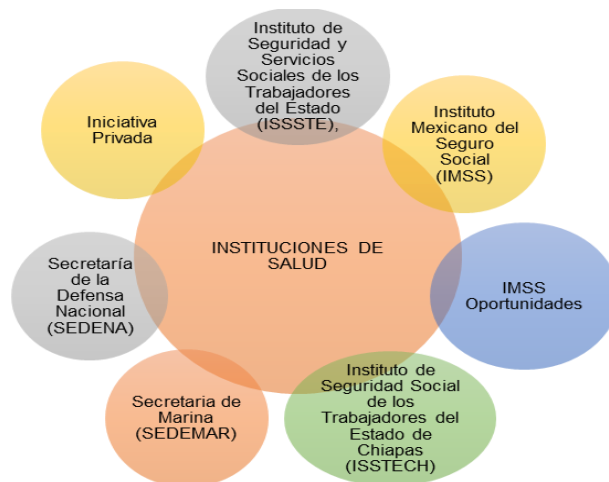 Instituto de
Seguridad y
Servicios
Sociales de los
Trabajadores
del Estado
(ISSSTE),
Instituto
Mexicano del
Seguro
Social
(IMSS)
IMSS
Oportunidades
Instituto de
Seguridad Social
de los
Trabajadores del
Estado de
Chiapas
(ISSTECH)
Secretaria de
Marina
(SEDEMAR)
Secretaría
de la
Defensa
Nacional
(SEDENA)
Iniciativa
Privada
INSTITUCIONES DE
SALUD